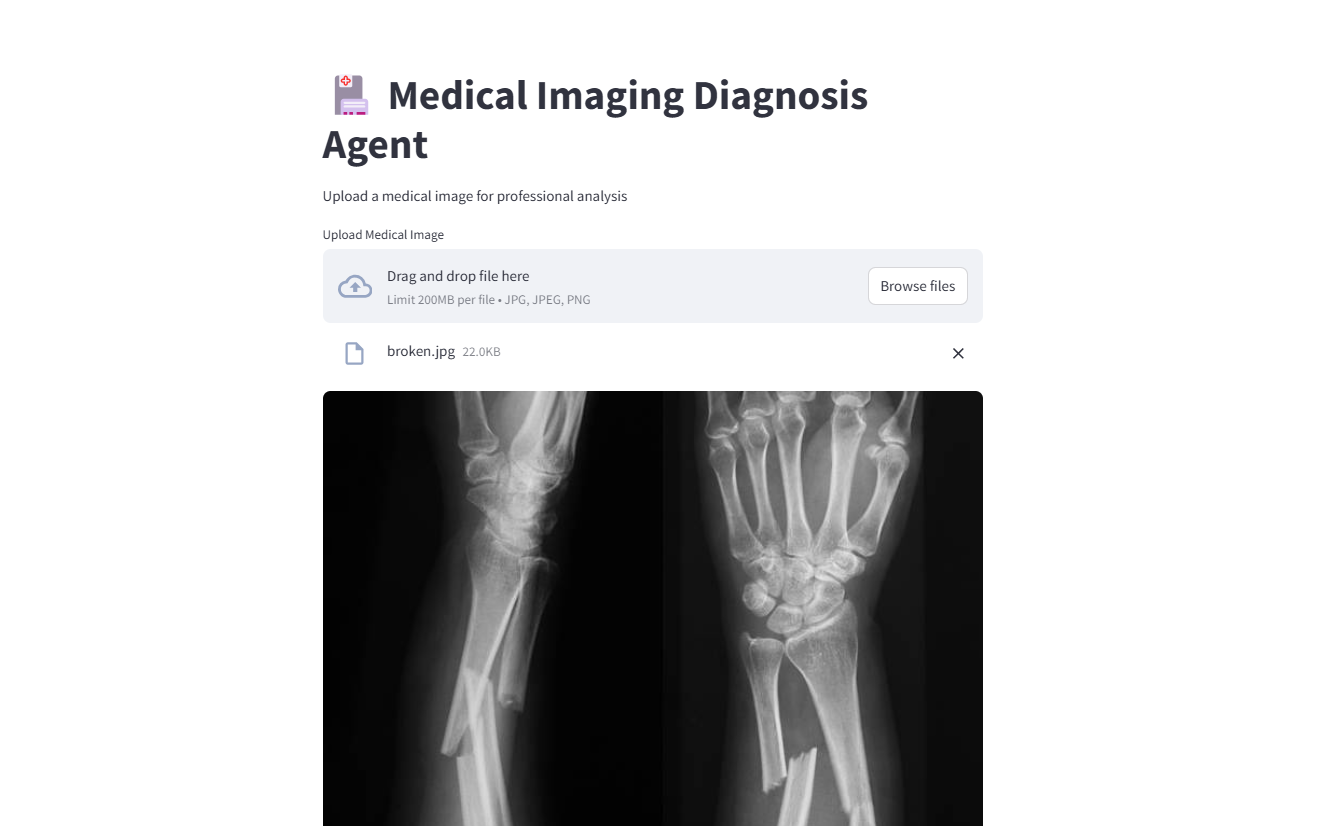 Medical Imaging Diagnosis
Agent
Upload a medical image for professional analysis
Upload Medical Image
Drag and drop file here
Limit 200MB per file • JPG, JPEG, PNG
Browse files
broken.jpg 22.0KB